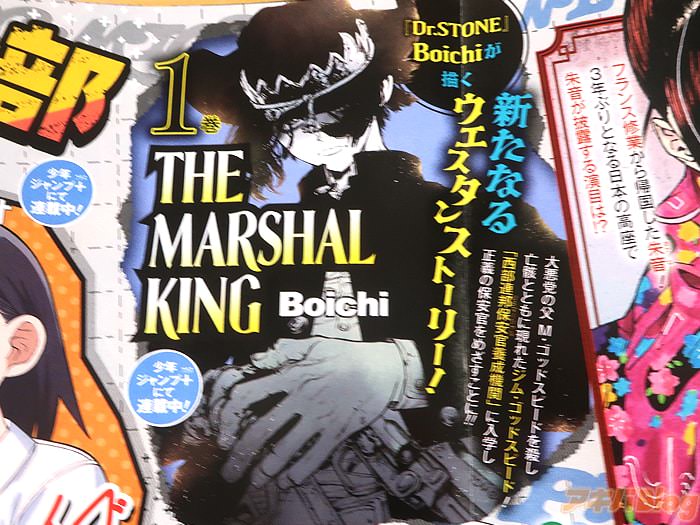 部
少年
ジャンプ+
にて
連載中!
1巻
THE
MARSHAL
KING
Boichi
少年
ジャンプ+
にて
連載中!
『Dr.STONE』
Boichiが
描く
新たなる
ウエスタンストーリー!
大悪党の父M・ゴッドスピードを殺し
亡骸とともに現れたジム・ゴッドスピード!
「西部連邦保安官養成機関」に入学し
正義の保安官をめざすことに!!
フランス修業から帰国した朱音!
3年ぶりとなる日本の高座で
朱音が披露する演目は!?
アキバBlog